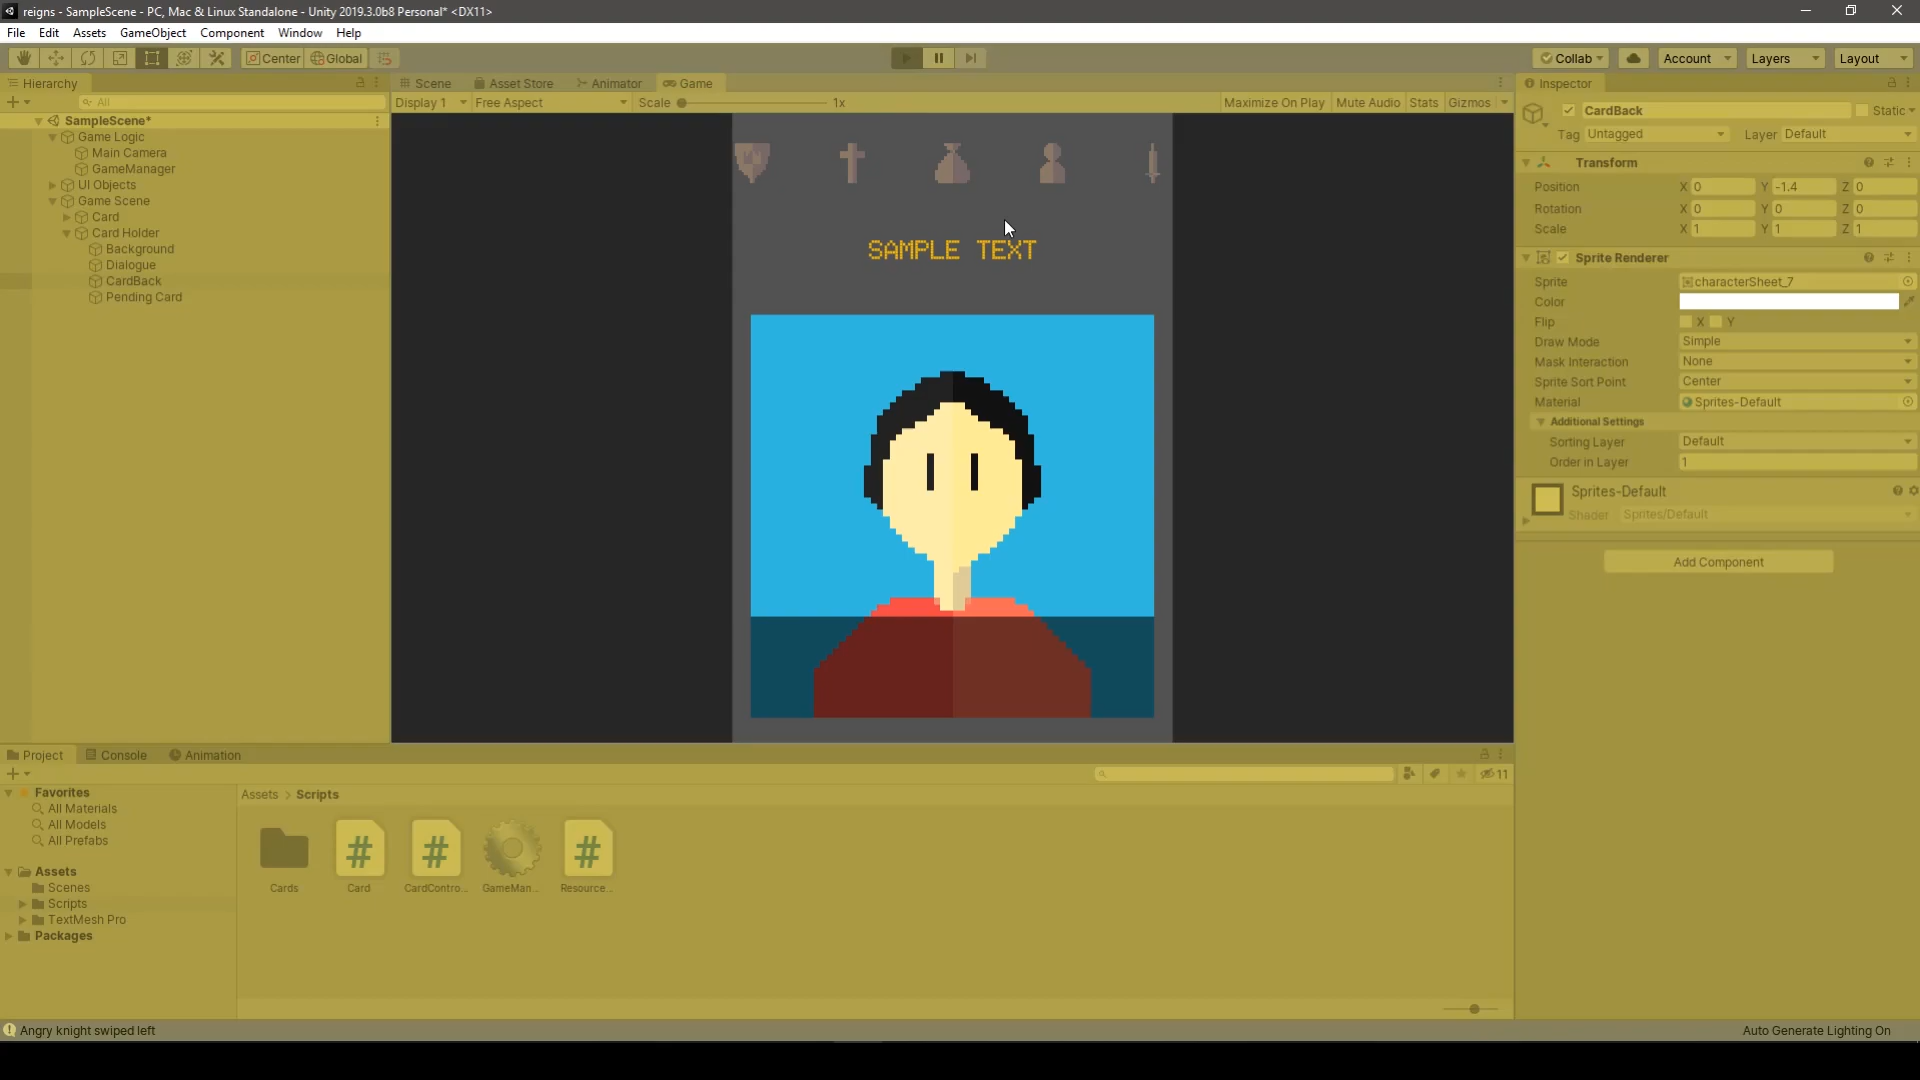 reigns - SampleScene - PC, Mac & Linux Standalone - Unity 2019.3.0b8 Personal* <DX11>
File Edit Assets GameObject Component Window Help
Center Global Collab Account Layers Layout
Hierarchy
All
SampleScene*
Game Logic
Main Camera
GameManager
UI Objects
Game Scene
Card
Card Holder
Background
Dialogue
CardBack
Pending Card
Scene Asset Store Animator Game
Display 1 Free Aspect Scale 1x Maximize On Play Mute Audio Stats Gizmos
SAMPLE TEXT
Inspector
CardBack Static
Tag Untagged Layer Default
Transform
Position X 0 Y -1.4 Z 0
Rotation X 0 Y 0 Z 0
Scale X 1 Y 1 Z 1
Sprite Renderer
Sprite characterSheet_7
Color
Flip X Y
Draw Mode Simple
Mask Interaction None
Sprite Sort Point Center
Material Sprites-Default
Additional Settings
Sorting Layer Default
Order in Layer 1
Sprites-Default
Shader Sprites/Default
Add Component
Project Console Animation
11
Favorites
All Materials
All Models
All Prefabs
Assets
Scenes
Scripts
TextMesh Pro
Packages
Assets > Scripts
Cards Card CardContro... GameMan... Resource...
Angry knight swiped left
Auto Generate Lighting On